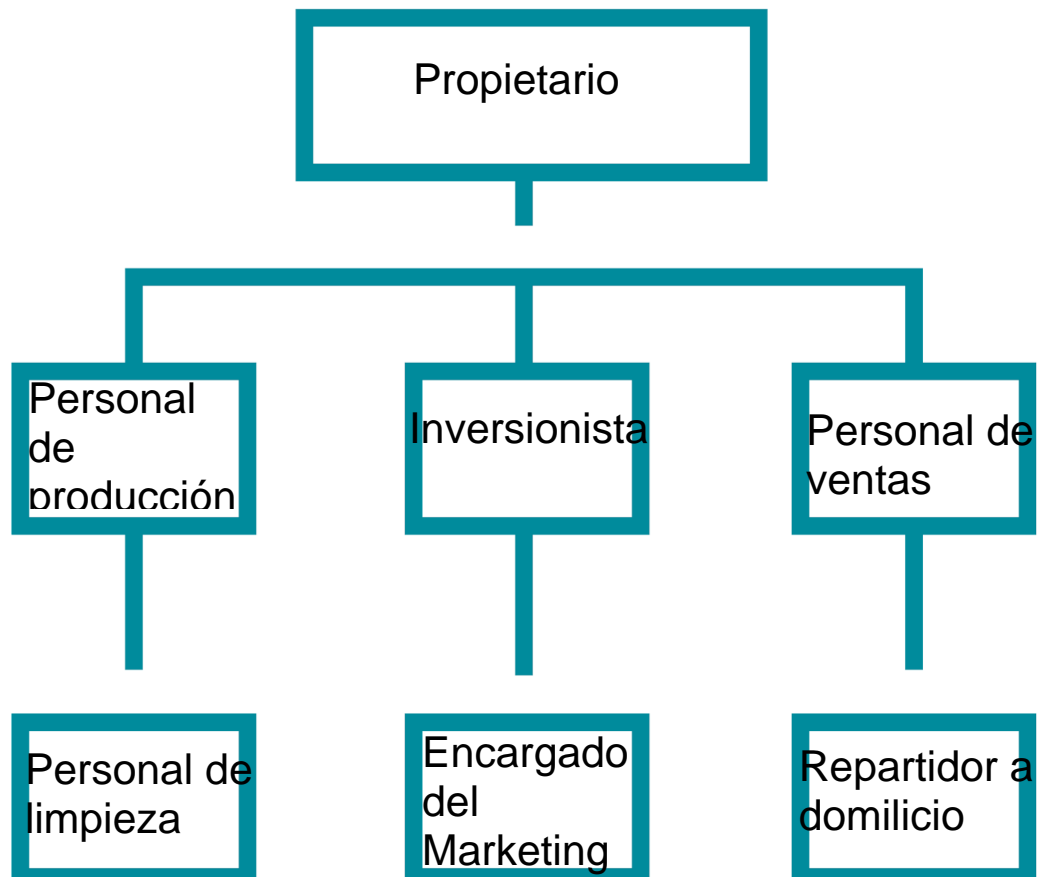 Propietario
Personal
de
producción
Inversionista
Personal de
ventas
Personal de
limpieza
Encargado
del
Marketing
Repartidor a
domilicio